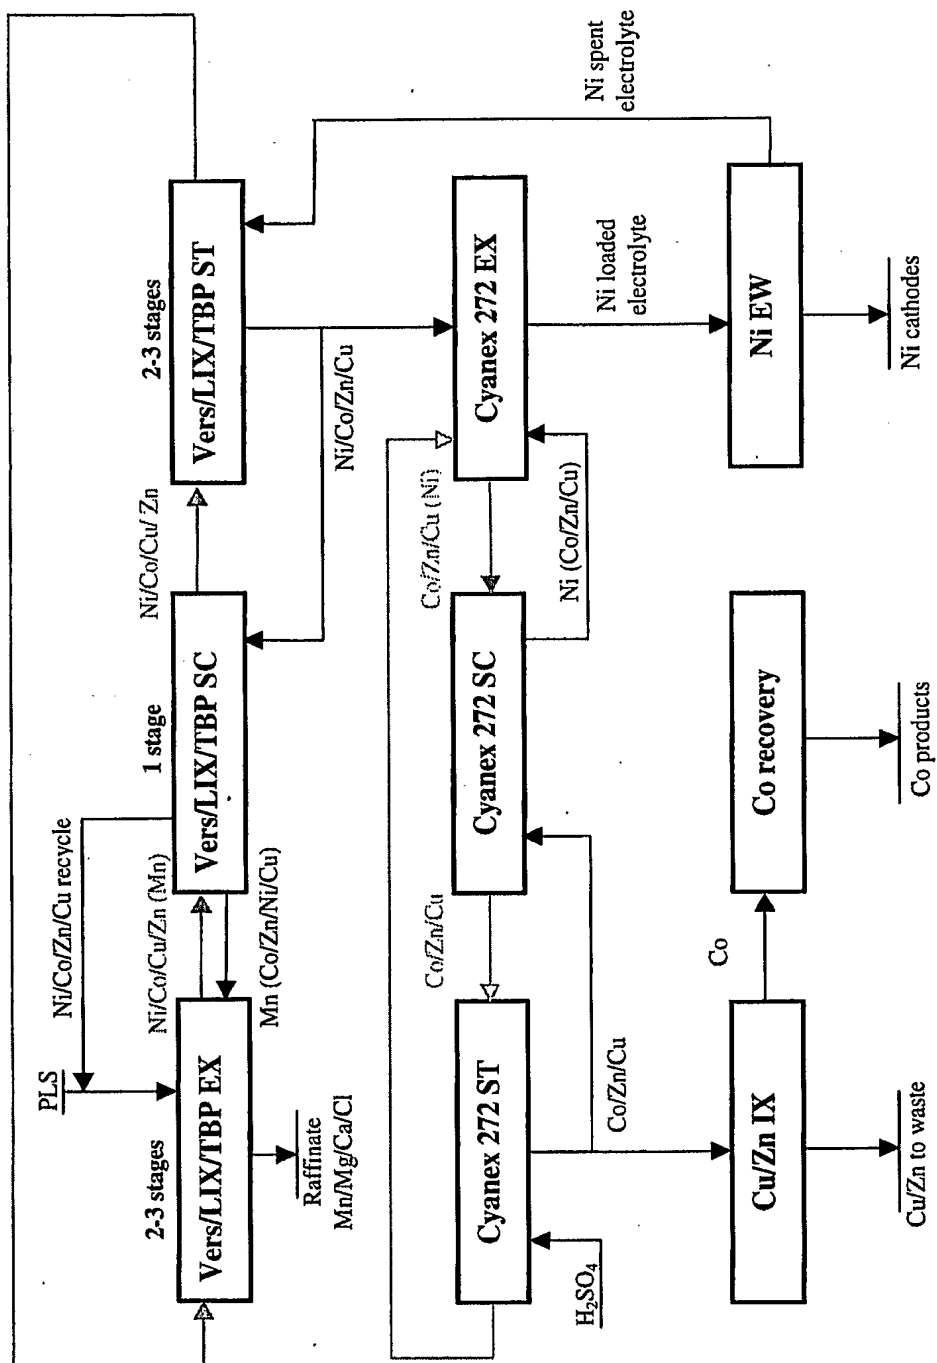 PLS
Ni/Co/Zn/Cu recycle
2-3 stages
Vers/LIX/TBP EX
Ni/Co/Cu/Zn (Mn)
Mn (Co/Zn/Ni/Cu)
Raffinate
Mn/Mg/Ca/Cl
1 stage
Vers/LIX/TBP SC
Ni/Co/Cu/ Zn
2-3 stages
Vers/LIX/TBP ST
Ni/Co/Zn/Cu
Ni spent
electrolyte
Cyanex 272 ST
H₂SO₄
Co/Zn/Cu
Co/Zn/Cu
Cyanex 272 SC
Co/Zn/Cu (Ni)
Ni (Co/Zn/Cu)
Cyanex 272 EX
Ni loaded
electrolyte
Cu/Zn IX
Cu/Zn to waste
Co
Co recovery
Co products
Ni EW
Ni cathodes